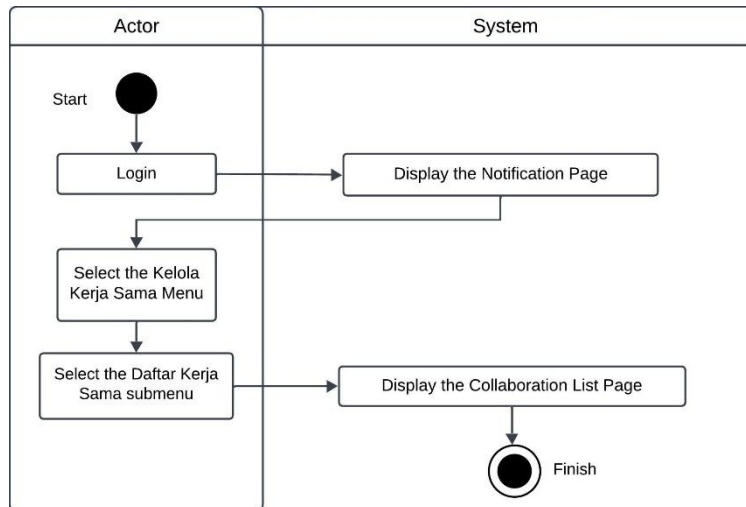 Actor
System
Start
Login
Display the Notification Page
Select the Kelola
Kerja Sama Menu
Select the Daftar Kerja
Sama submenu
Display the Collaboration List Page
Finish